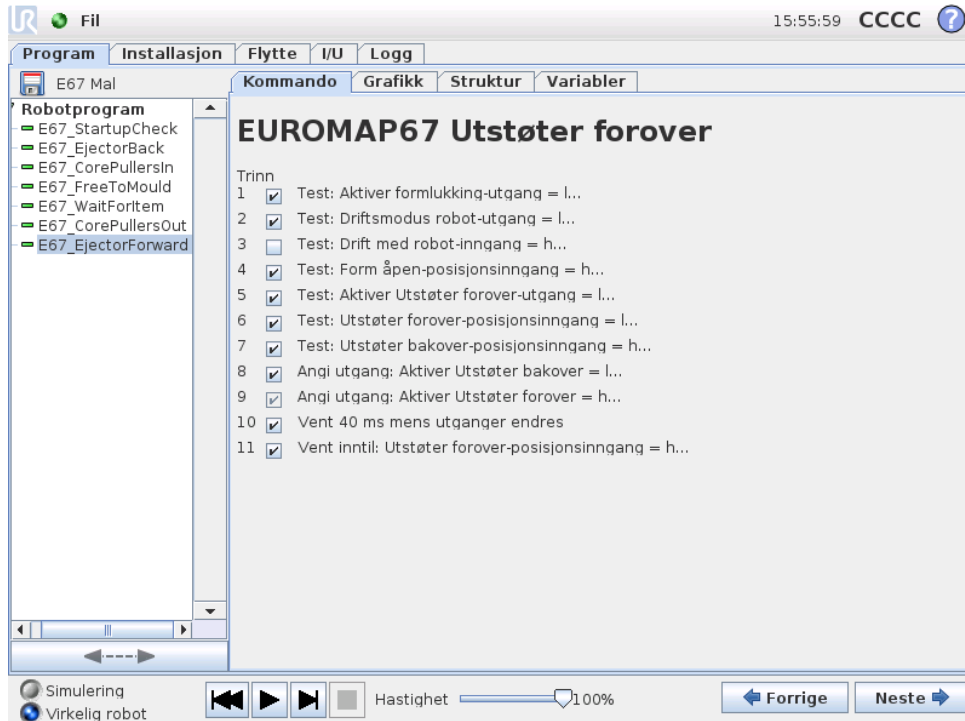 UR Fil 15:55:59 CCCC ?
Program Installasjon Flytte I/U Logg
E67 Mal
Robotprogram
E67_StartupCheck
E67_EjectorBack
E67_CorePullersIn
E67_FreeToMould
E67_WaitForItem
E67_CorePullersOut
E67_EjectorForward
Kommando Grafikk Struktur Variabler
EUROMAP67 Utstøter forover
Trinn
1 Test: Aktiver formlukking-utgang = l...
2 Test: Driftsmodus robot-utgang = l...
3 Test: Drift med robot-inngang = h...
4 Test: Form åpen-posisjonsinngang = h...
5 Test: Aktiver Utstøter forover-utgang = l...
6 Test: Utstøter forover-posisjonsinngang = l...
7 Test: Utstøter bakover-posisjonsinngang = h...
8 Angi utgang: Aktiver Utstøter bakover = l...
9 Angi utgang: Aktiver Utstøter forover = h...
10 Vent 40 ms mens utganger endres
11 Vent inntil: Utstøter forover-posisjonsinngang = h...
Simulering
Virkelig robot
Hastighet 100%
Forrige Neste